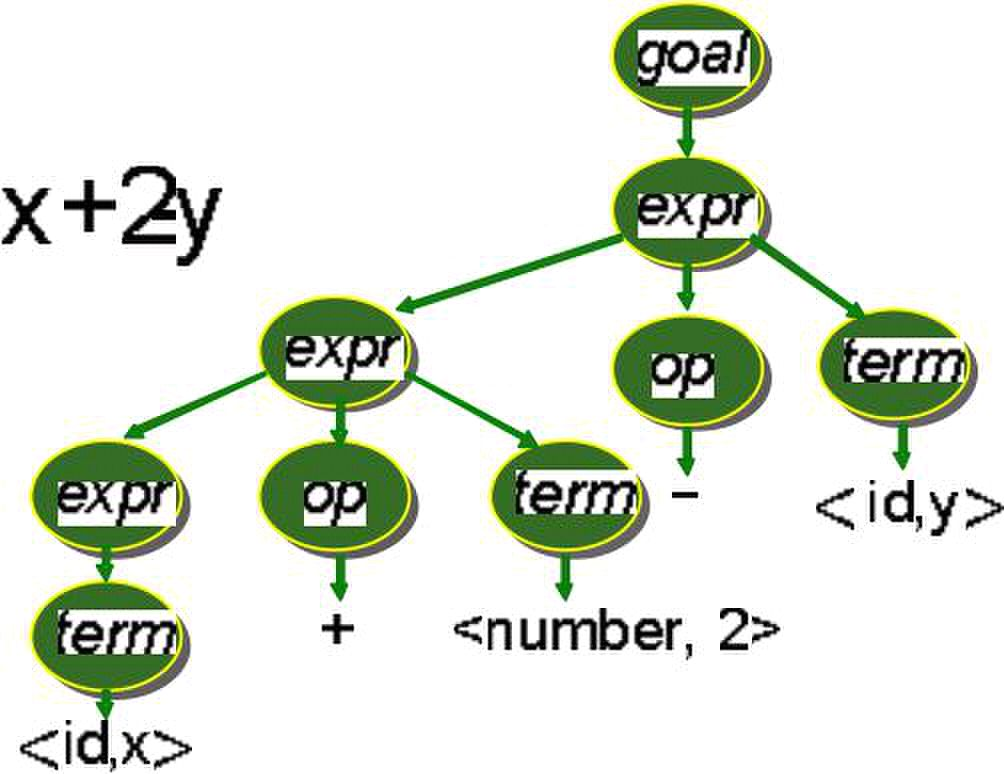 goal
x+2-y
expr
expr op term
expr op term - <id,y>
term + <number, 2>
<id,x>